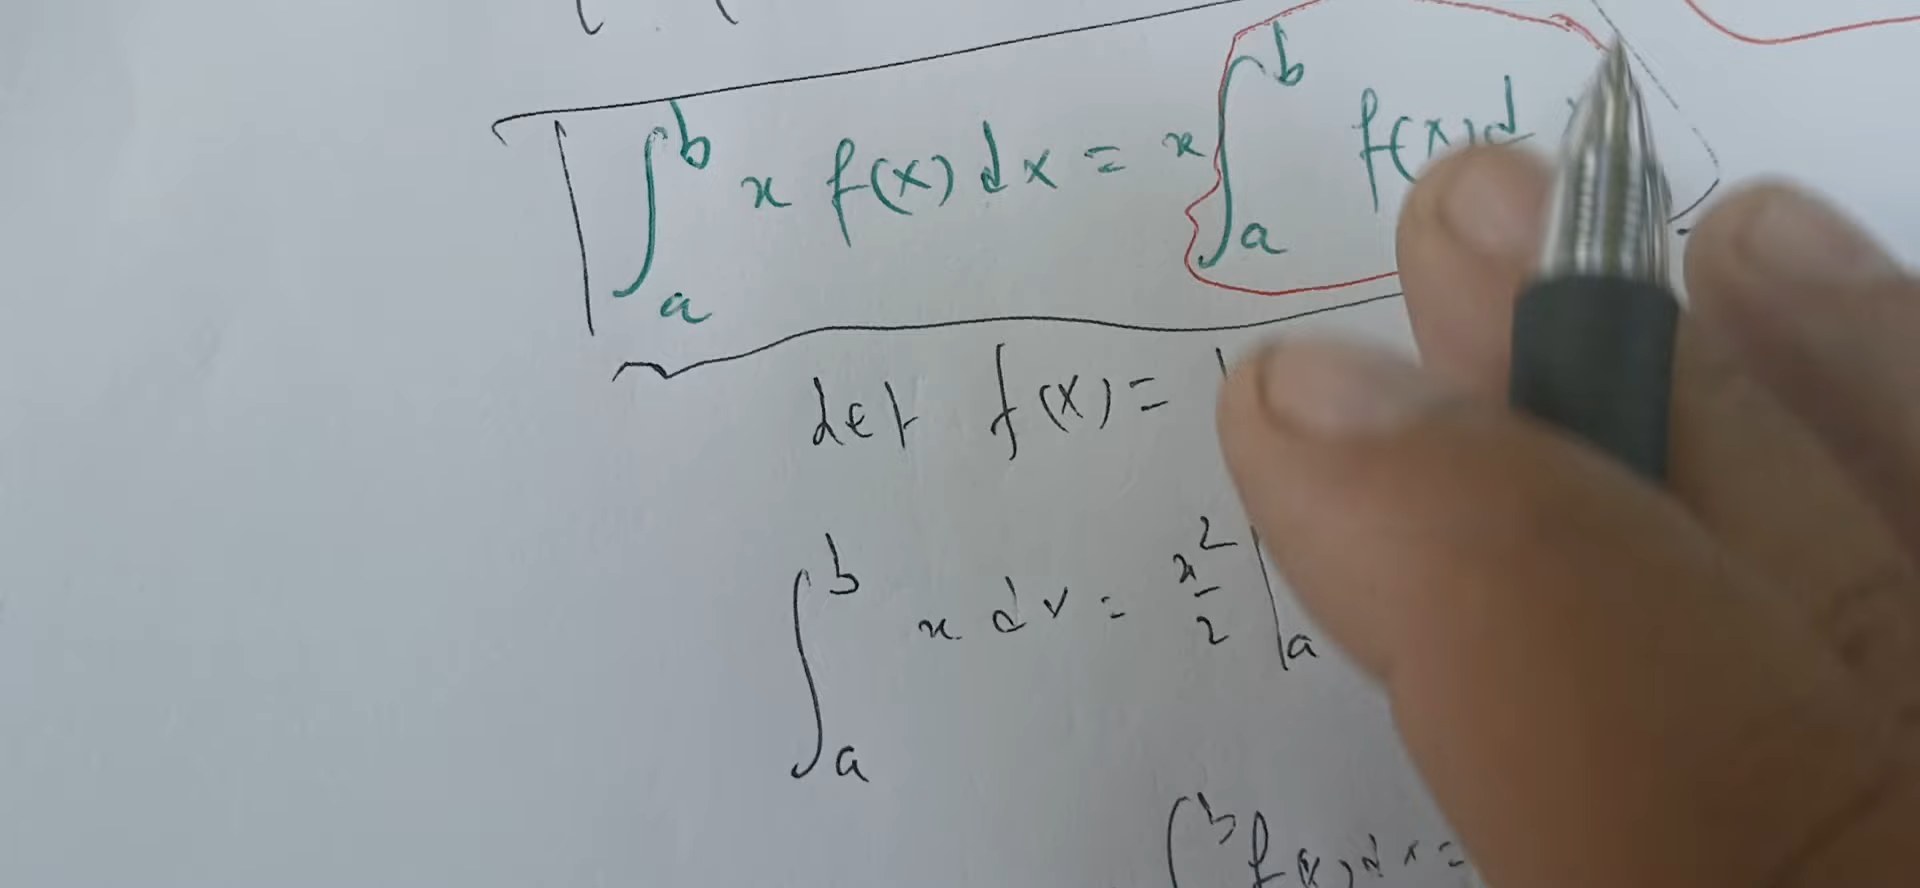 ∫_a^b x f(x) dx = x ∫_a^b f(x) d
let f(x) =
∫_a^b x dx = x²/2 |_a
∫^b f(x) dx =